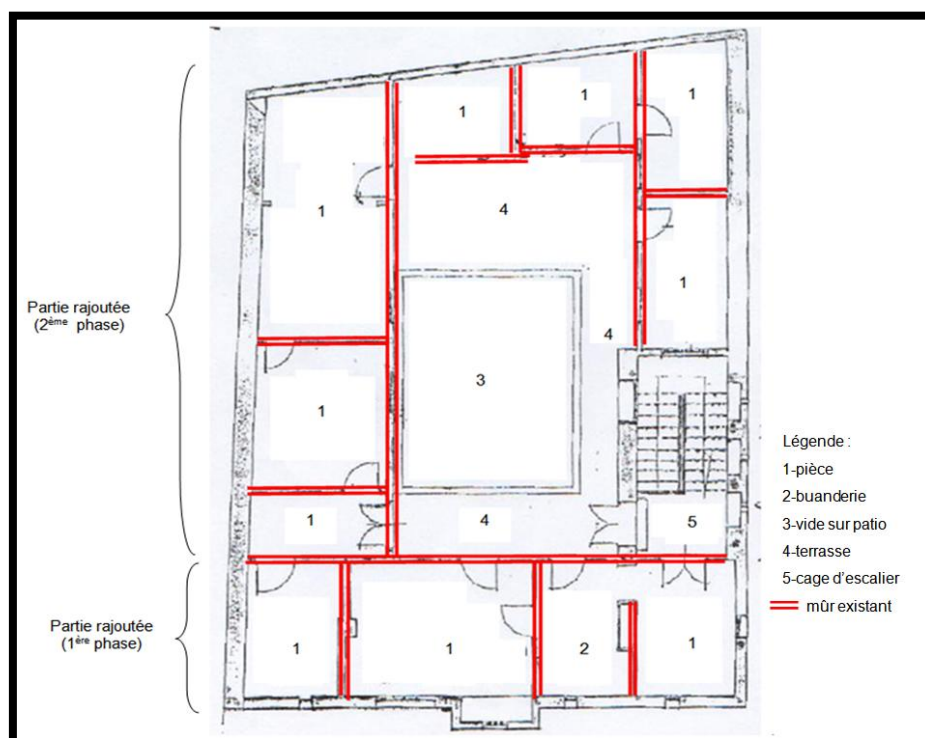 1
1
1
1
4
1
Partie rajoutée
(2ème phase)
4
3
1
Légende :
1-pièce
2-buanderie
3-vide sur patio
4-terrasse
5-cage d'escalier
mûr existant
1
4
5
Partie rajoutée
(1ère phase)
1
1
2
1